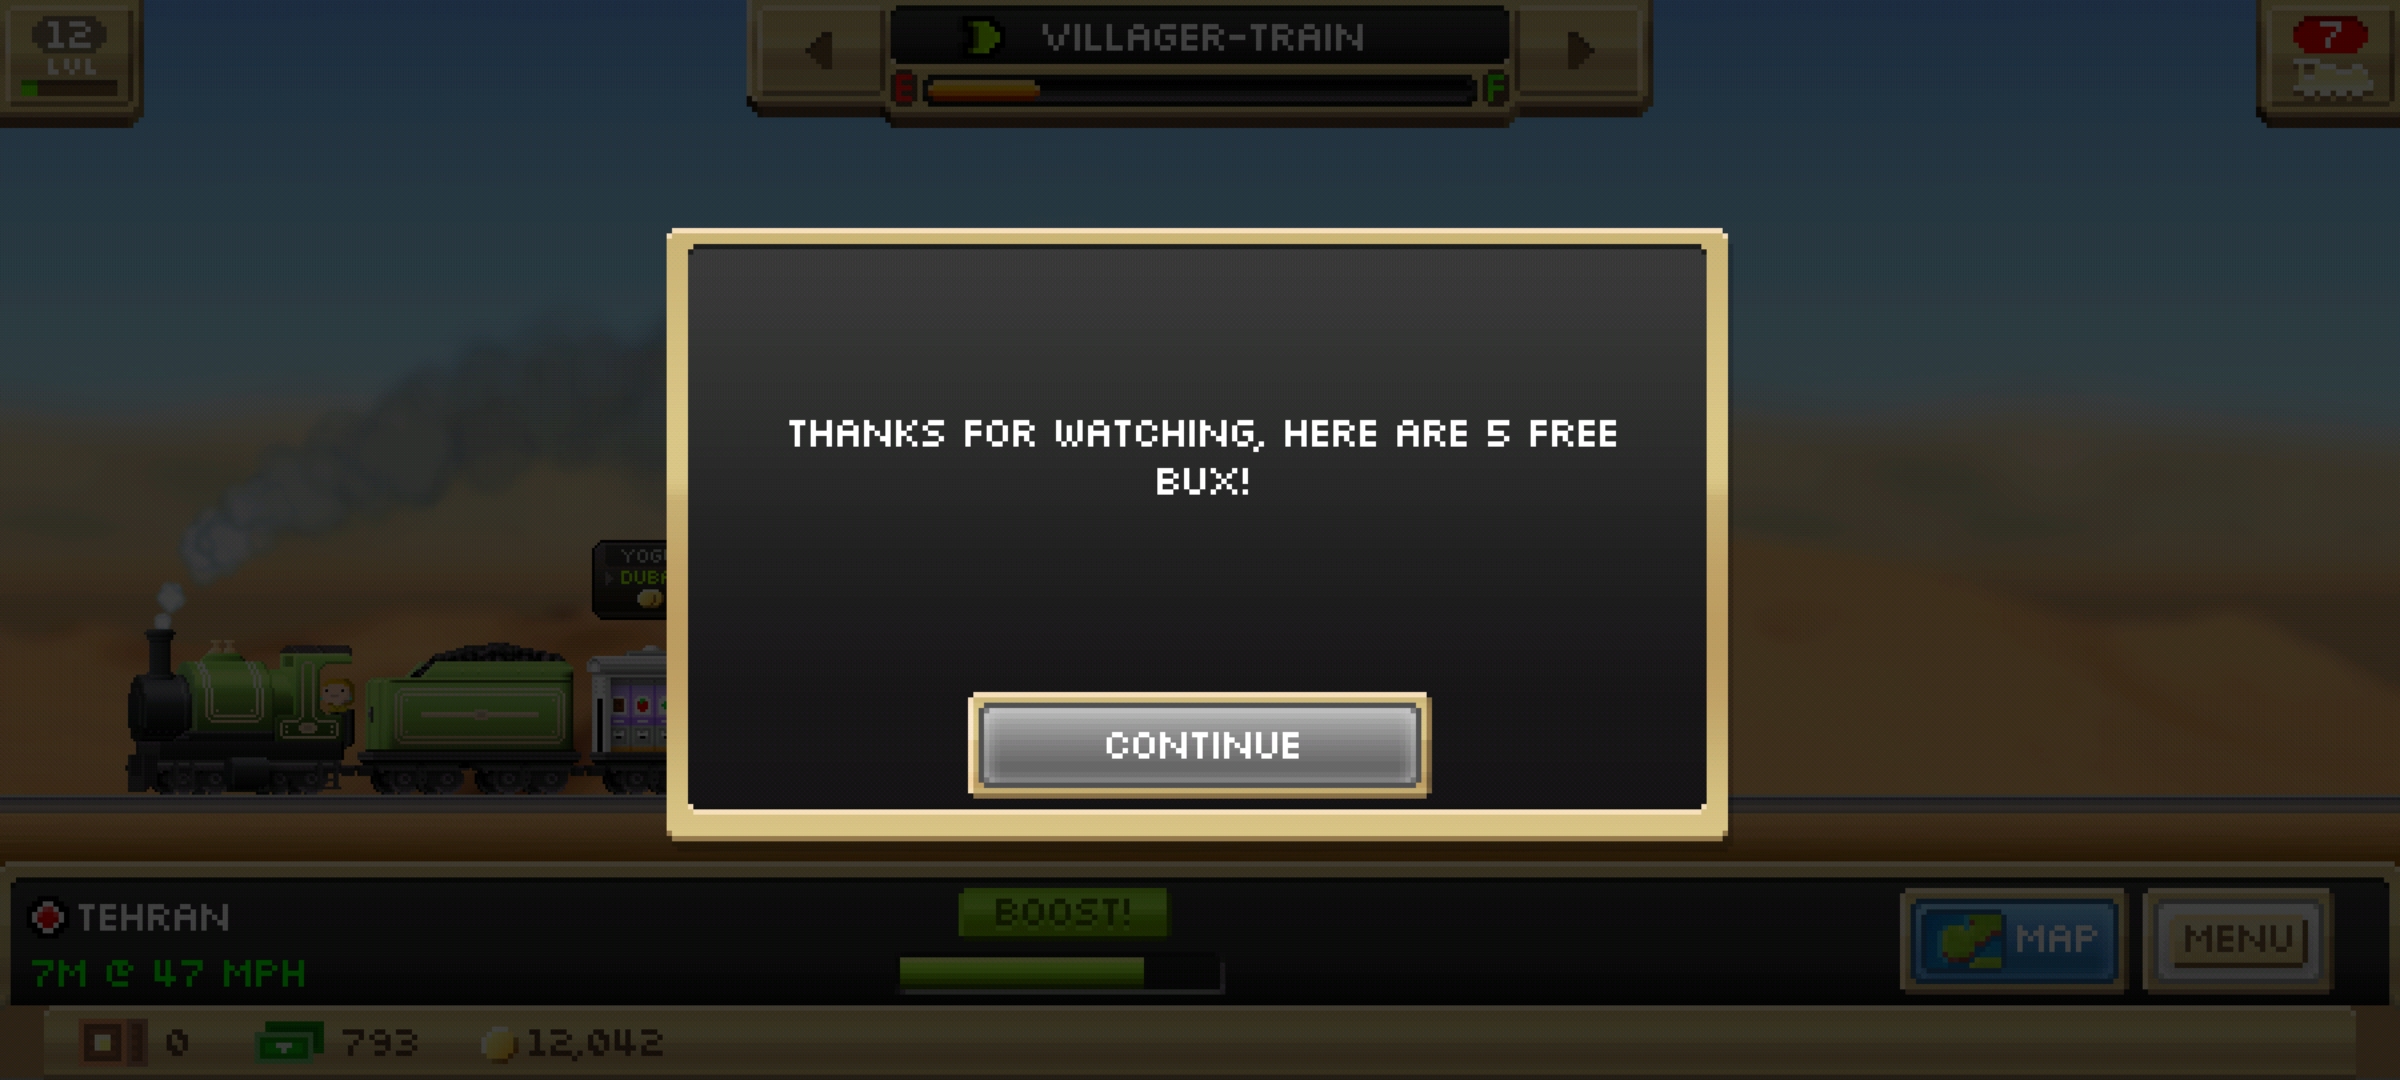 12
LVL
VILLAGER-TRAIN
E
F
7
THANKS FOR WATCHING, HERE ARE 5 FREE
BUX!
CONTINUE
TEHRAN
7M @ 47 MPH
BOOST!
MAP
MENU
0
793
12,042